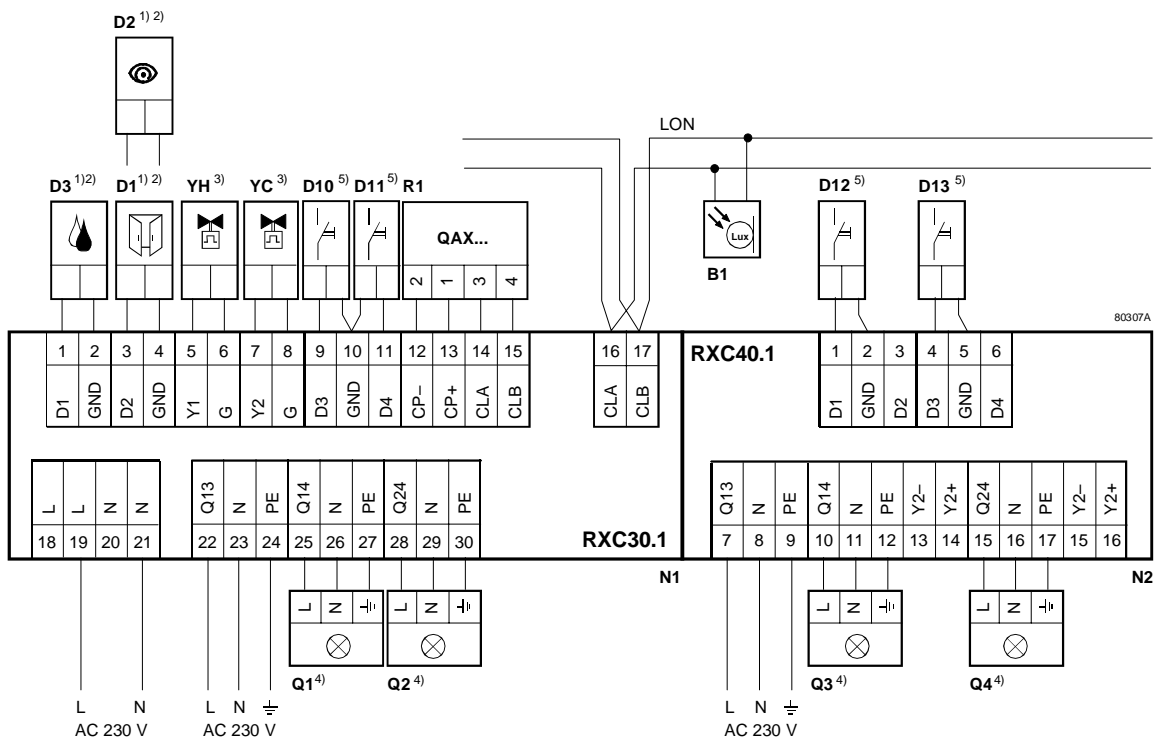 D2 1) 2)
LON
D3 1)2) D1 1) 2) YH 3) YC 3) D10 5) D11 5) R1 D12 5) D13 5)
Lux
QAX...
2 1 3 4
B1
80307A
1 2 3 4 5 6 7 8 9 10 11 12 13 14 15 16 17 RXC40.1 1 2 3 4 5 6
D1 GND D2 GND Y1 G Y2 G D3 GND D4 CP– CP+ CLA CLB CLA CLB D1 GND D2 D3 GND D4
L L N N Q13 N PE Q14 N PE Q24 N PE Q13 N PE Q14 N PE Y2– Y2+ Q24 N PE Y2– Y2+
18 19 20 21 22 23 24 25 26 27 28 29 30 RXC30.1 7 8 9 10 11 12 13 14 15 16 17 15 16
N1 N2
L N L N L N L N
Q1 4) Q2 4) Q3 4) Q4 4)
L N L N L N
AC 230 V AC 230 V AC 230 V